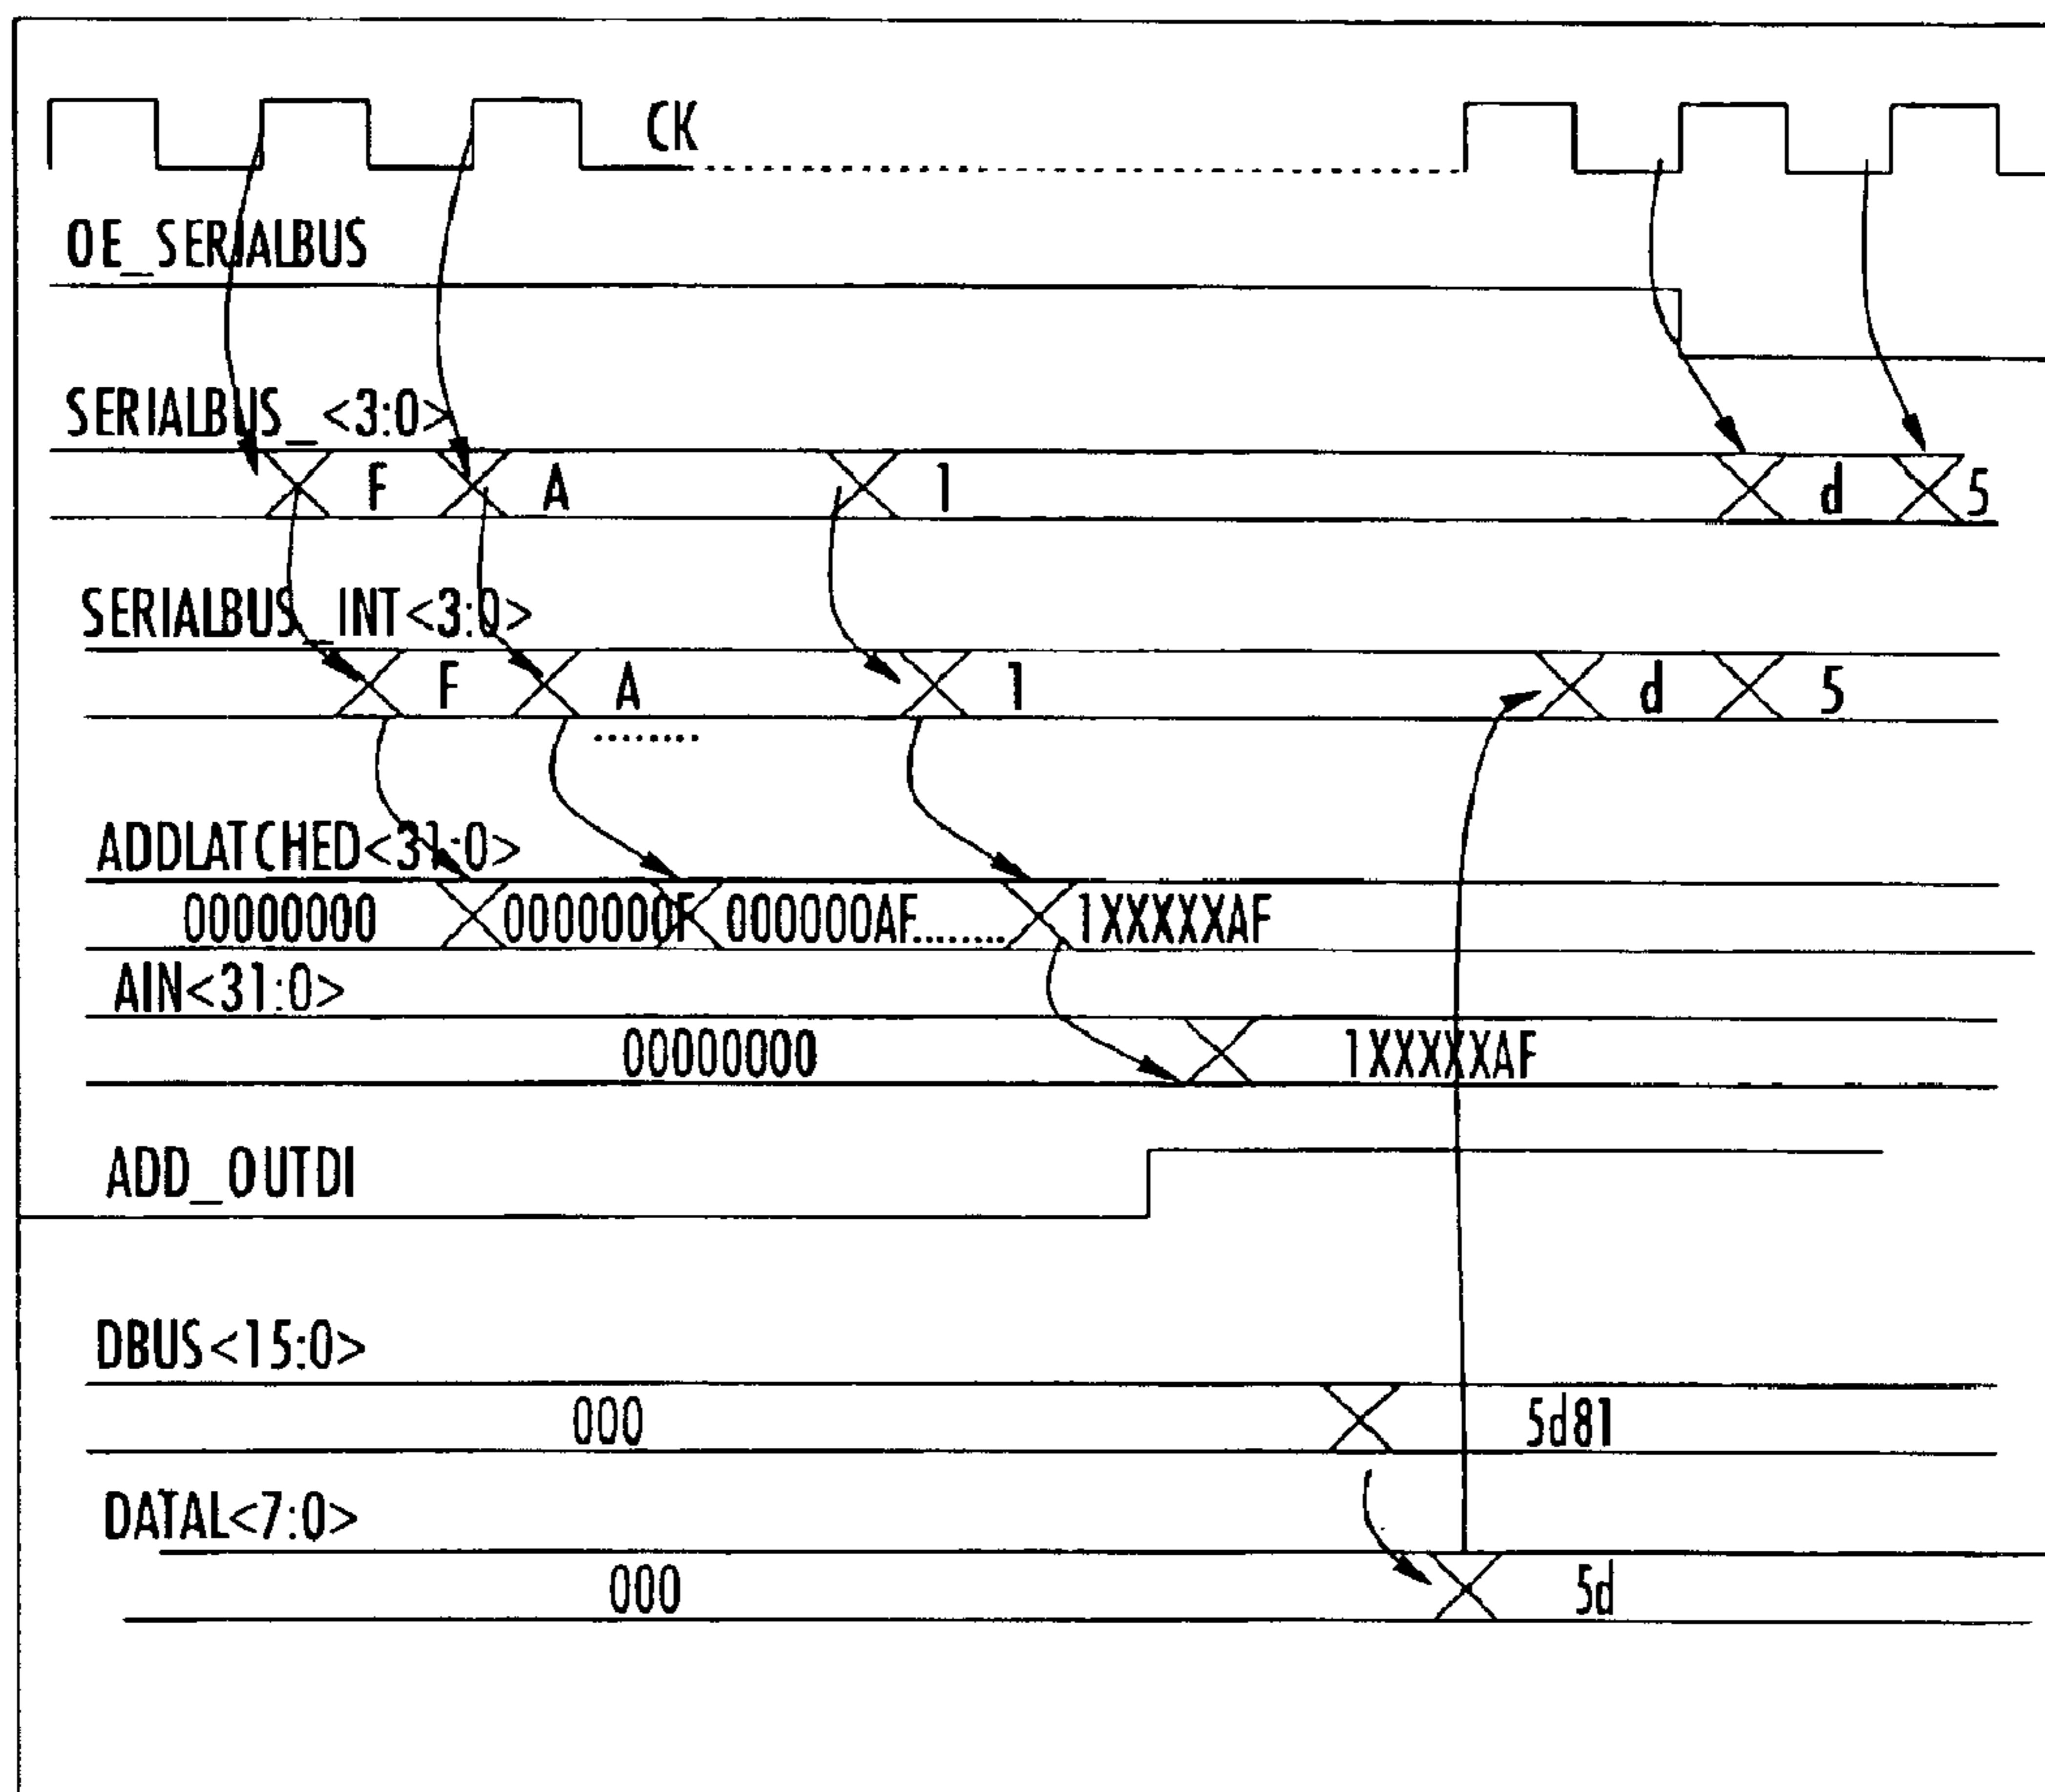 CK
OE_SERIALBUS
SERIALBUS_<3:0>
F A 1 d 5
SERIALBUS_INT<3:0>
F A 1 d 5
........
ADDLATCHED<31:0>
00000000 0000000F 000000AF........ 1XXXXXAF
AIN<31:0>
00000000 1XXXXXAF
ADD_OUTDI
DBUS<15:0>
000 5d81
DATAL<7:0>
000 5d